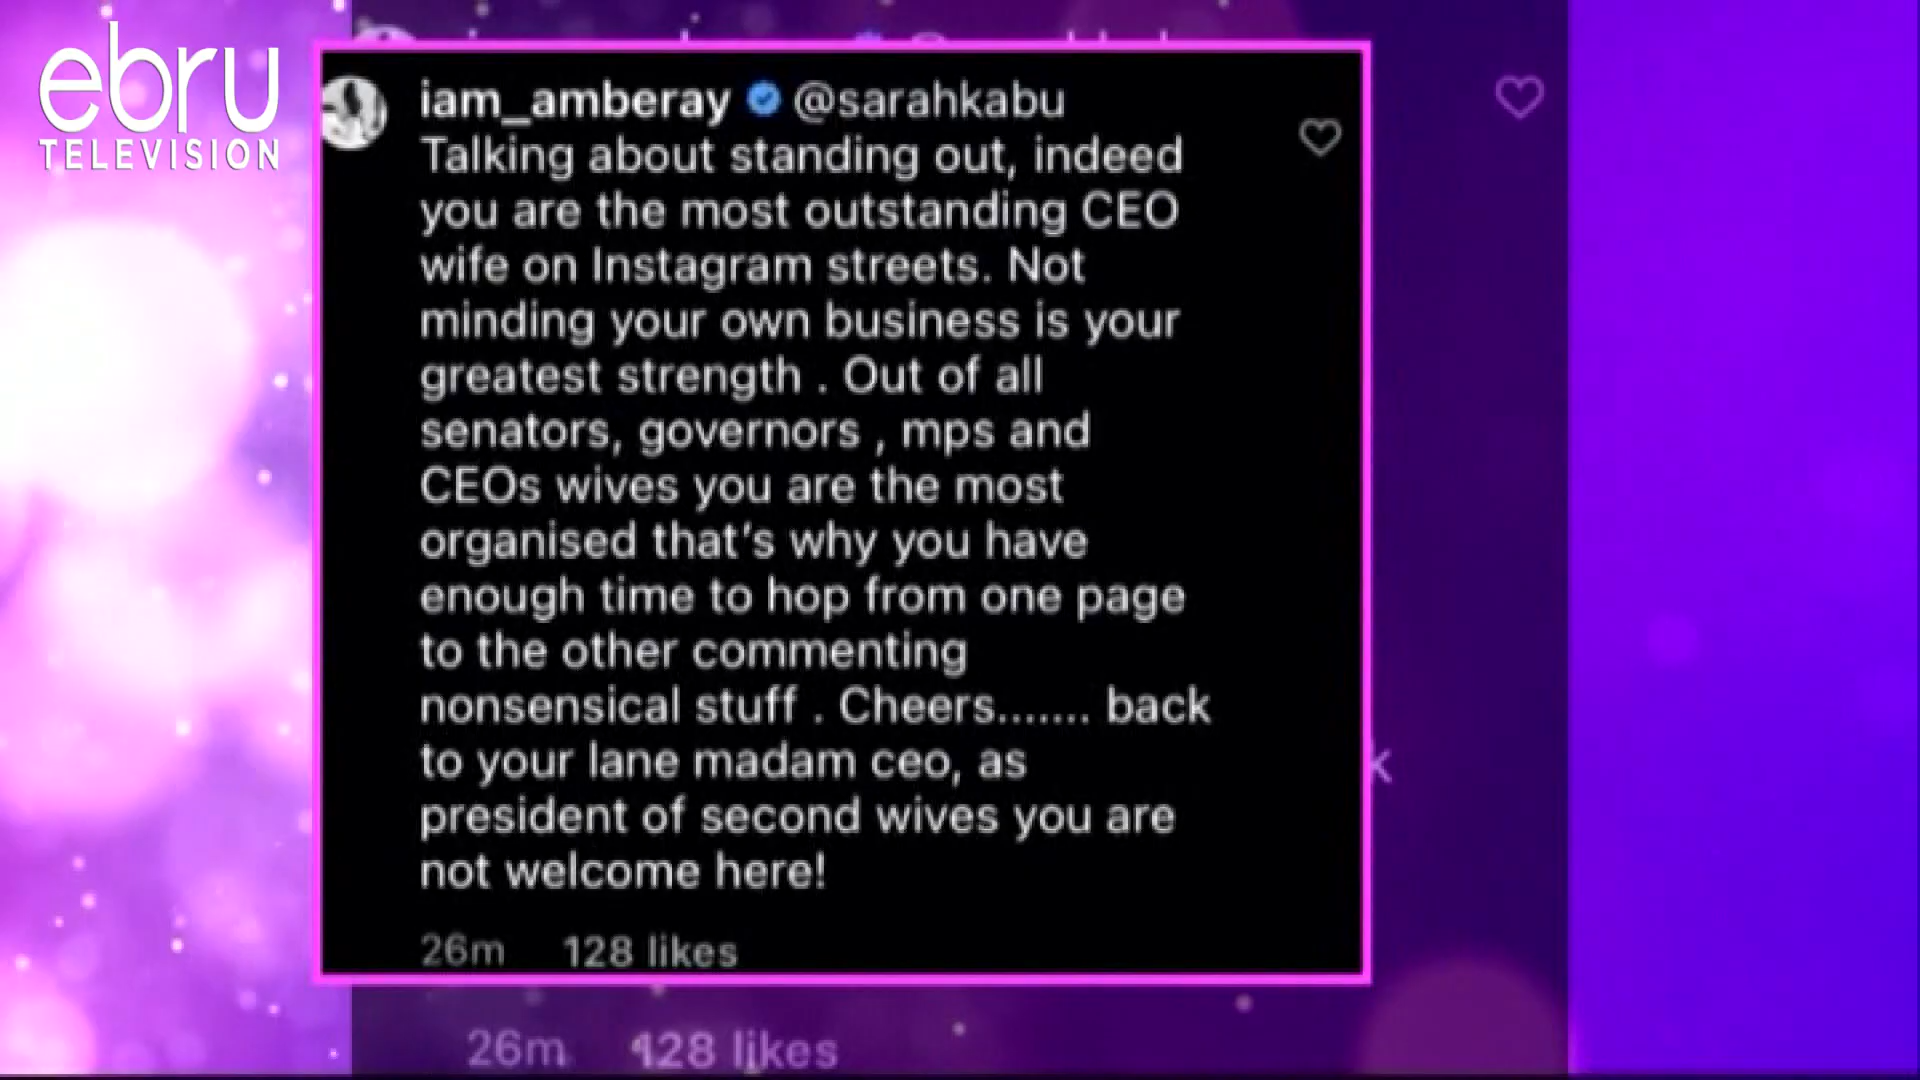 ebru
TELEVISION
iam_amberay @sarahkabu
Talking about standing out, indeed
you are the most outstanding CEO
wife on Instagram streets. Not
minding your own business is your
greatest strength . Out of all
senators, governors , mps and
CEOs wives you are the most
organised that's why you have
enough time to hop from one page
to the other commenting
nonsensical stuff . Cheers....... back
to your lane madam ceo, as
president of second wives you are
not welcome here!
26m 128 likes
k
26m 128 likes